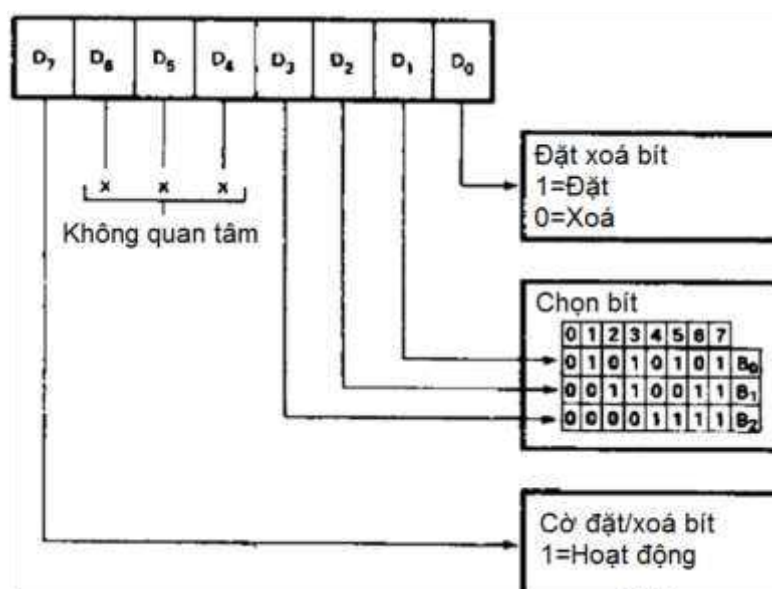 D7 D6 D5 D4 D3 D2 D1 D0
x x x
Không quan tâm
Đặt xoá bít
1=Đặt
0=Xoá
Chọn bít
0 1 2 3 4 5 6 7
0 1 0 1 0 1 0 1 B0
0 0 1 1 0 0 1 1 B1
0 0 0 0 1 1 1 1 B2
Cờ đặt/xoá bít
1=Hoạt động